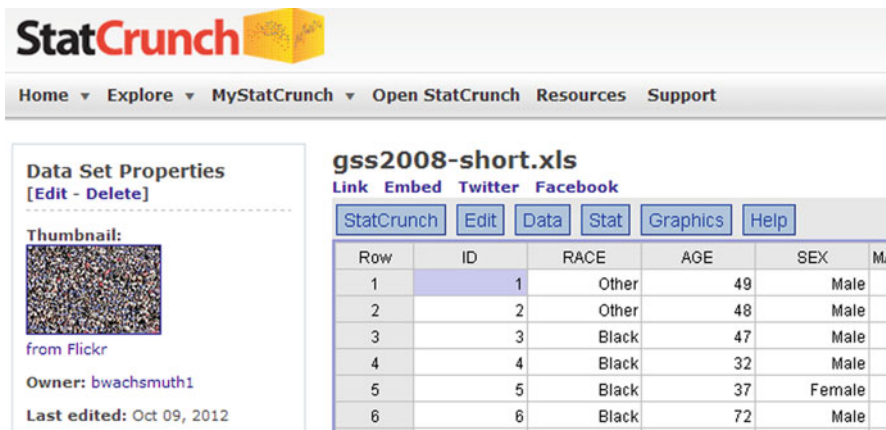 StatCrunch
Home Explore MyStatCrunch Open StatCrunch Resources Support
Data Set Properties
[Edit - Delete]
Thumbnail:
from Flickr
Owner: bwachsmuth1
Last edited: Oct 09, 2012
gss2008-short.xls
Link Embed Twitter Facebook
StatCrunch Edit Data Stat Graphics Help
Row ID RACE AGE SEX
1 1 Other 49 Male
2 2 Other 48 Male
3 3 Black 47 Male
4 4 Black 32 Male
5 5 Black 37 Female
6 6 Black 72 Male